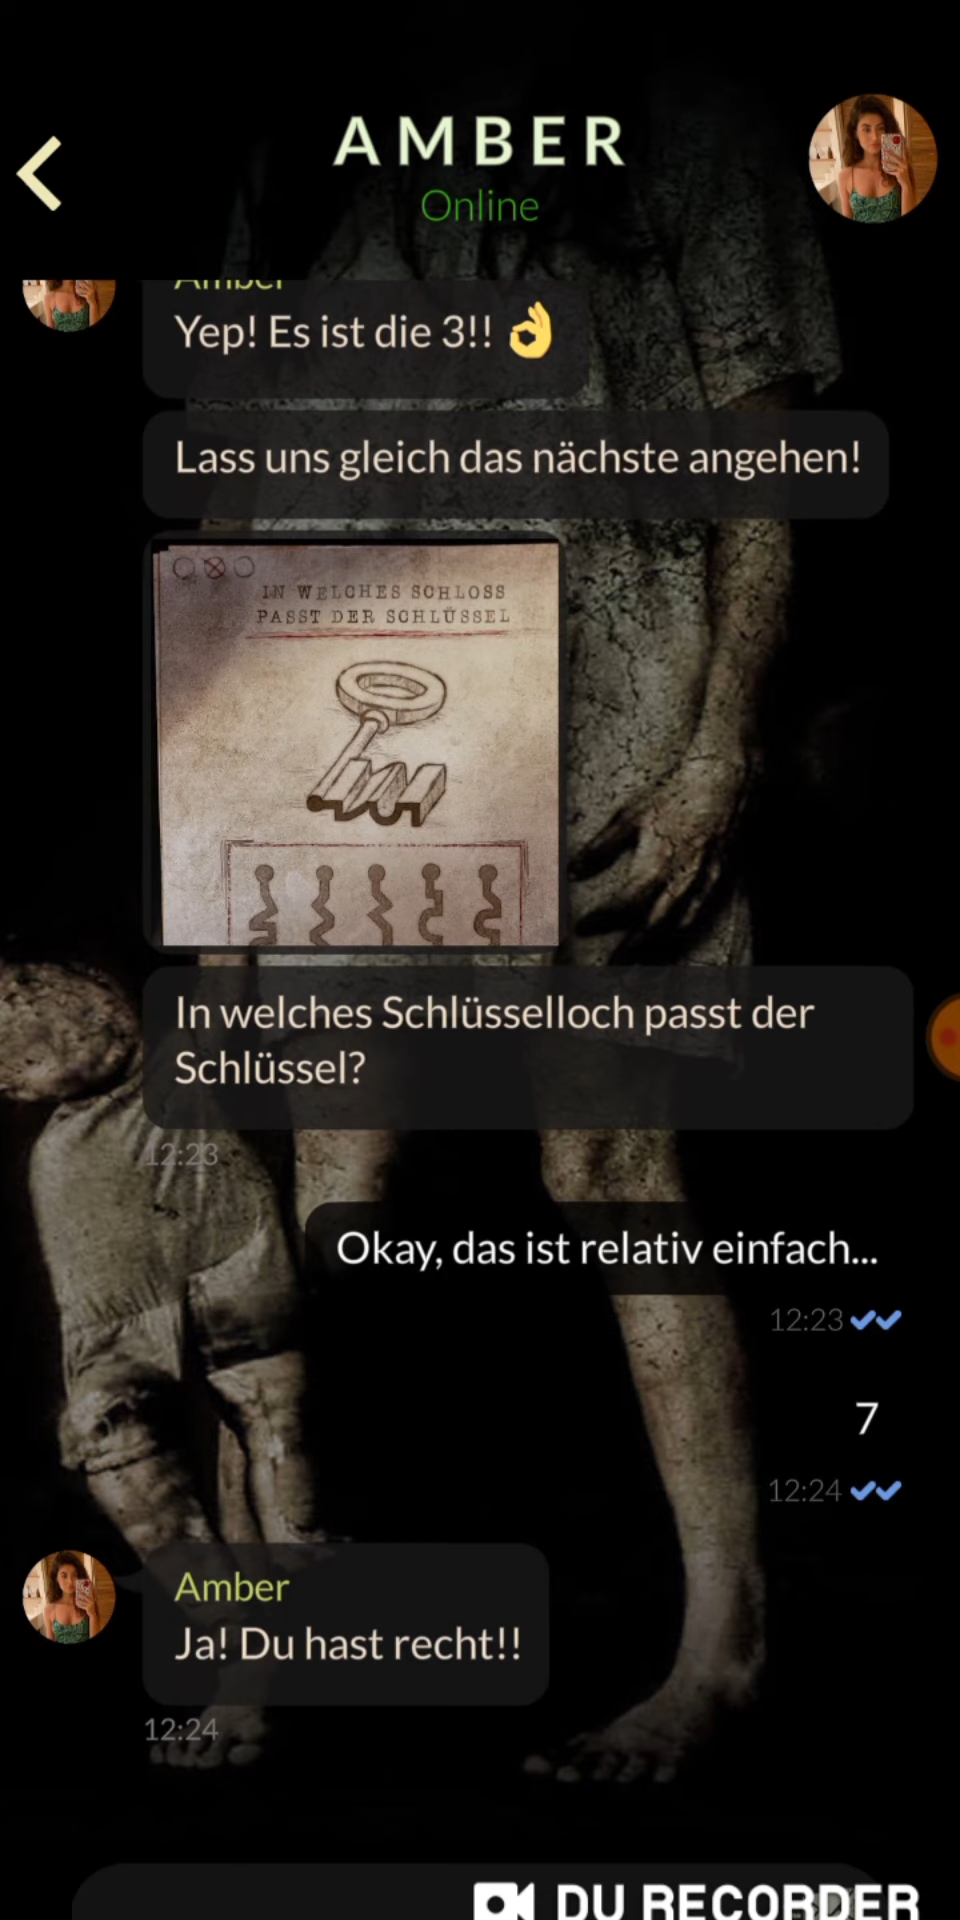 AMBER
Online
Amber
Yep! Es ist die 3!! 👌
Lass uns gleich das nächste angehen!
IN WELCHES SCHLOSS
PASST DER SCHLÜSSEL
In welches Schlüsselloch passt der
Schlüssel?
12:23
Okay, das ist relativ einfach...
12:23
7
12:24
Amber
Ja! Du hast recht!!
12:24
DU RECORDER